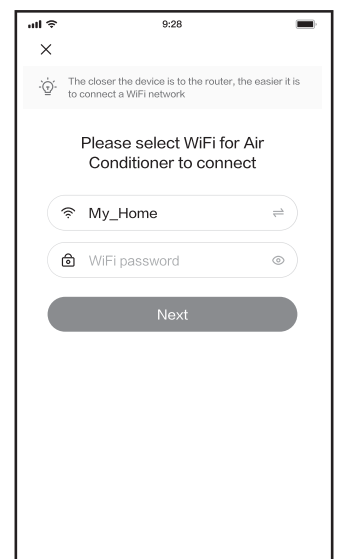 9:28
The closer the device is to the router, the easier it is
to connect a WiFi network
Please select WiFi for Air
Conditioner to connect
My_Home
WiFi password
Next